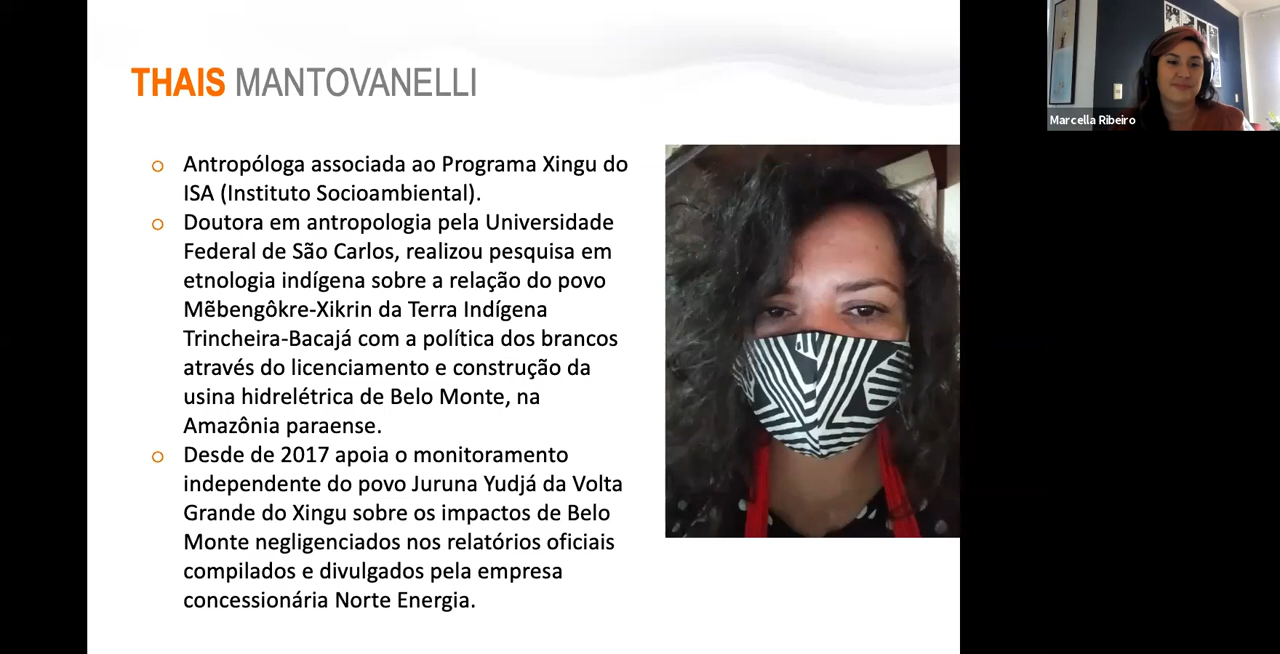 THAIS MANTOVANELLI
Marcella Ribeiro
Antropóloga associada ao Programa Xingu do
ISA (Instituto Socioambiental).
Doutora em antropologia pela Universidade
Federal de São Carlos, realizou pesquisa em
etnologia indígena sobre a relação do povo
Mẽbengôkre-Xikrin da Terra Indígena
Trincheira-Bacajá com a política dos brancos
através do licenciamento e construção da
usina hidrelétrica de Belo Monte, na
Amazônia paraense.
Desde de 2017 apoia o monitoramento
independente do povo Juruna Yudjá da Volta
Grande do Xingu sobre os impactos de Belo
Monte negligenciados nos relatórios oficiais
compilados e divulgados pela empresa
concessionária Norte Energia.